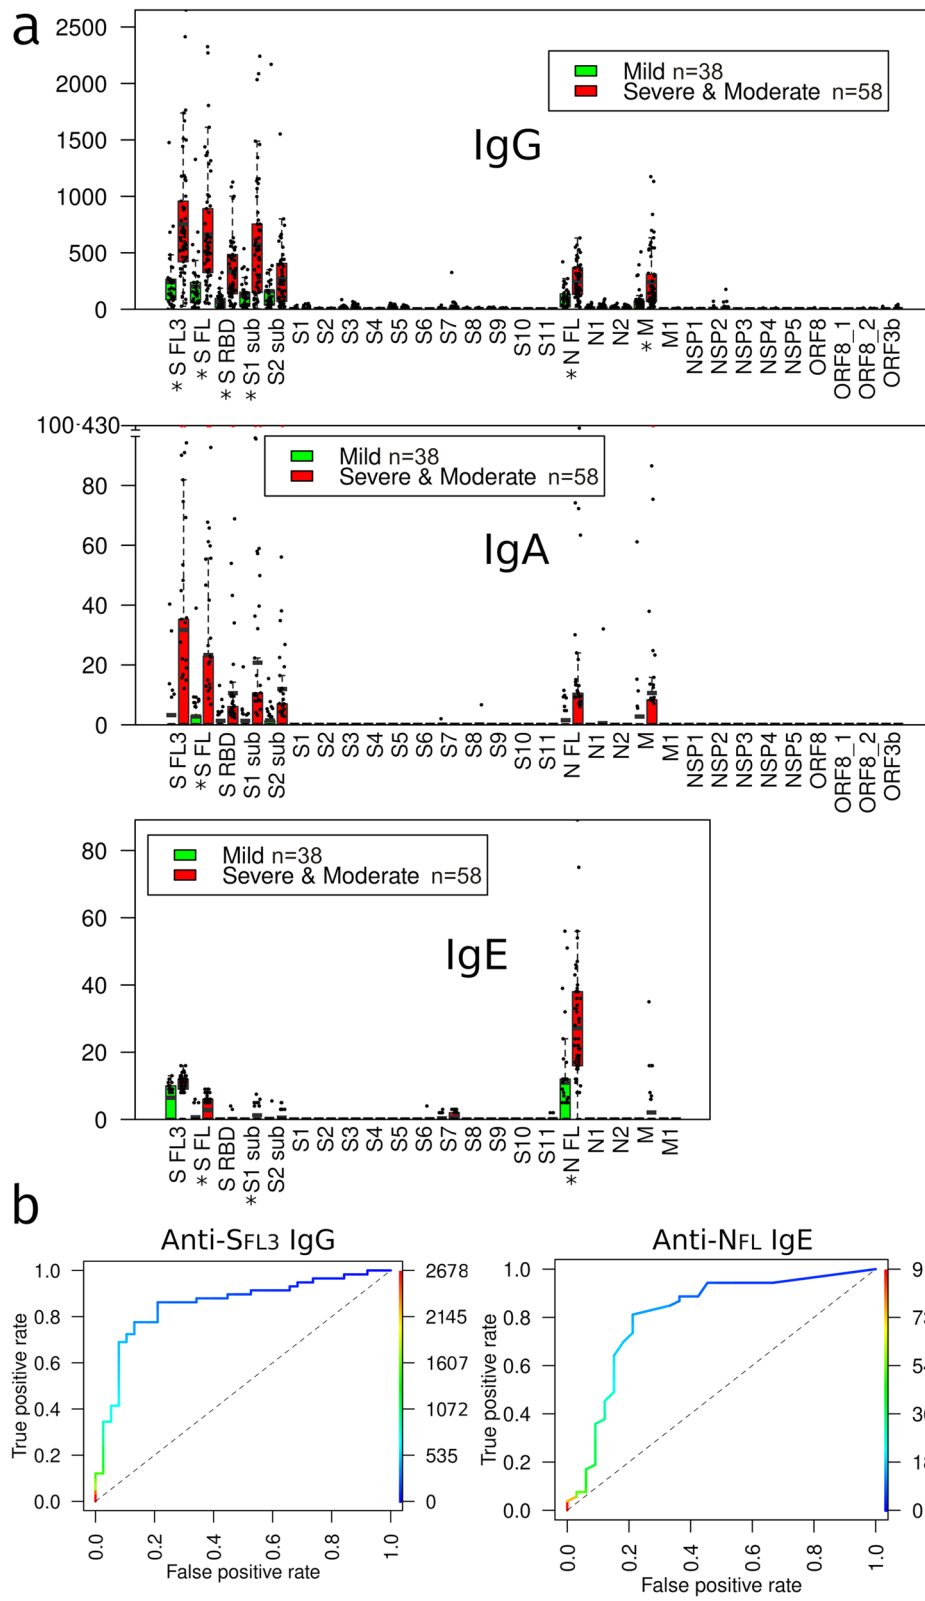 a
2500
2000
1500
1000
500
0
Mild n=38
Severe & Moderate n=58
IgG
* S FL3
* S FL
* S RBD
* S1 sub
S2 sub
S1
S2
S3
S4
S5
S6
S7
S8
S9
S10
S11
* N FL
N1
N2
* M
M1
NSP1
NSP2
NSP3
NSP4
NSP5
ORF8
ORF8_1
ORF8_2
ORF3b
100-430
80
60
40
20
0
Mild n=38
Severe & Moderate n=58
IgA
S FL3
*S FL
S RBD
S1 sub
S2 sub
S1
S2
S3
S4
S5
S6
S7
S8
S9
S10
S11
N FL
N1
N2
M
M1
NSP1
NSP2
NSP3
NSP4
NSP5
ORF8
ORF8_1
ORF8_2
ORF3b
80
60
40
20
0
Mild n=38
Severe & Moderate n=58
IgE
S FL3
*S FL
S RBD
*S1 sub
S2 sub
S1
S2
S3
S4
S5
S6
S7
S8
S9
S10
S11
*N FL
N1
N2
M
M1
b
Anti-SFL3 IgG
True positive rate
1.0
0.8
0.6
0.4
0.2
0.0
2678
2145
1607
1072
535
0
0.0
0.2
0.4
0.6
0.8
1.0
False positive rate
Anti-NFL IgE
True positive rate
1.0
0.8
0.6
0.4
0.2
0.0
18
0
0.0
0.2
0.4
0.6
0.8
1.0
False positive rate